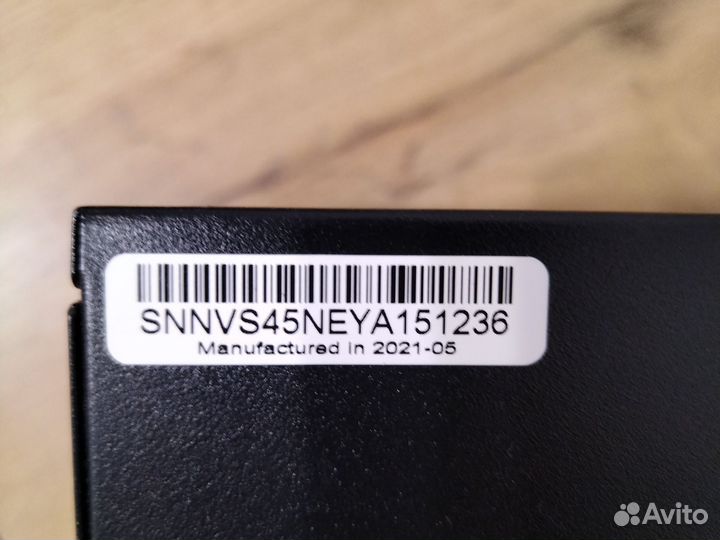 SNNVS45NEYA151236
Manufactured in 2021-05
Avito